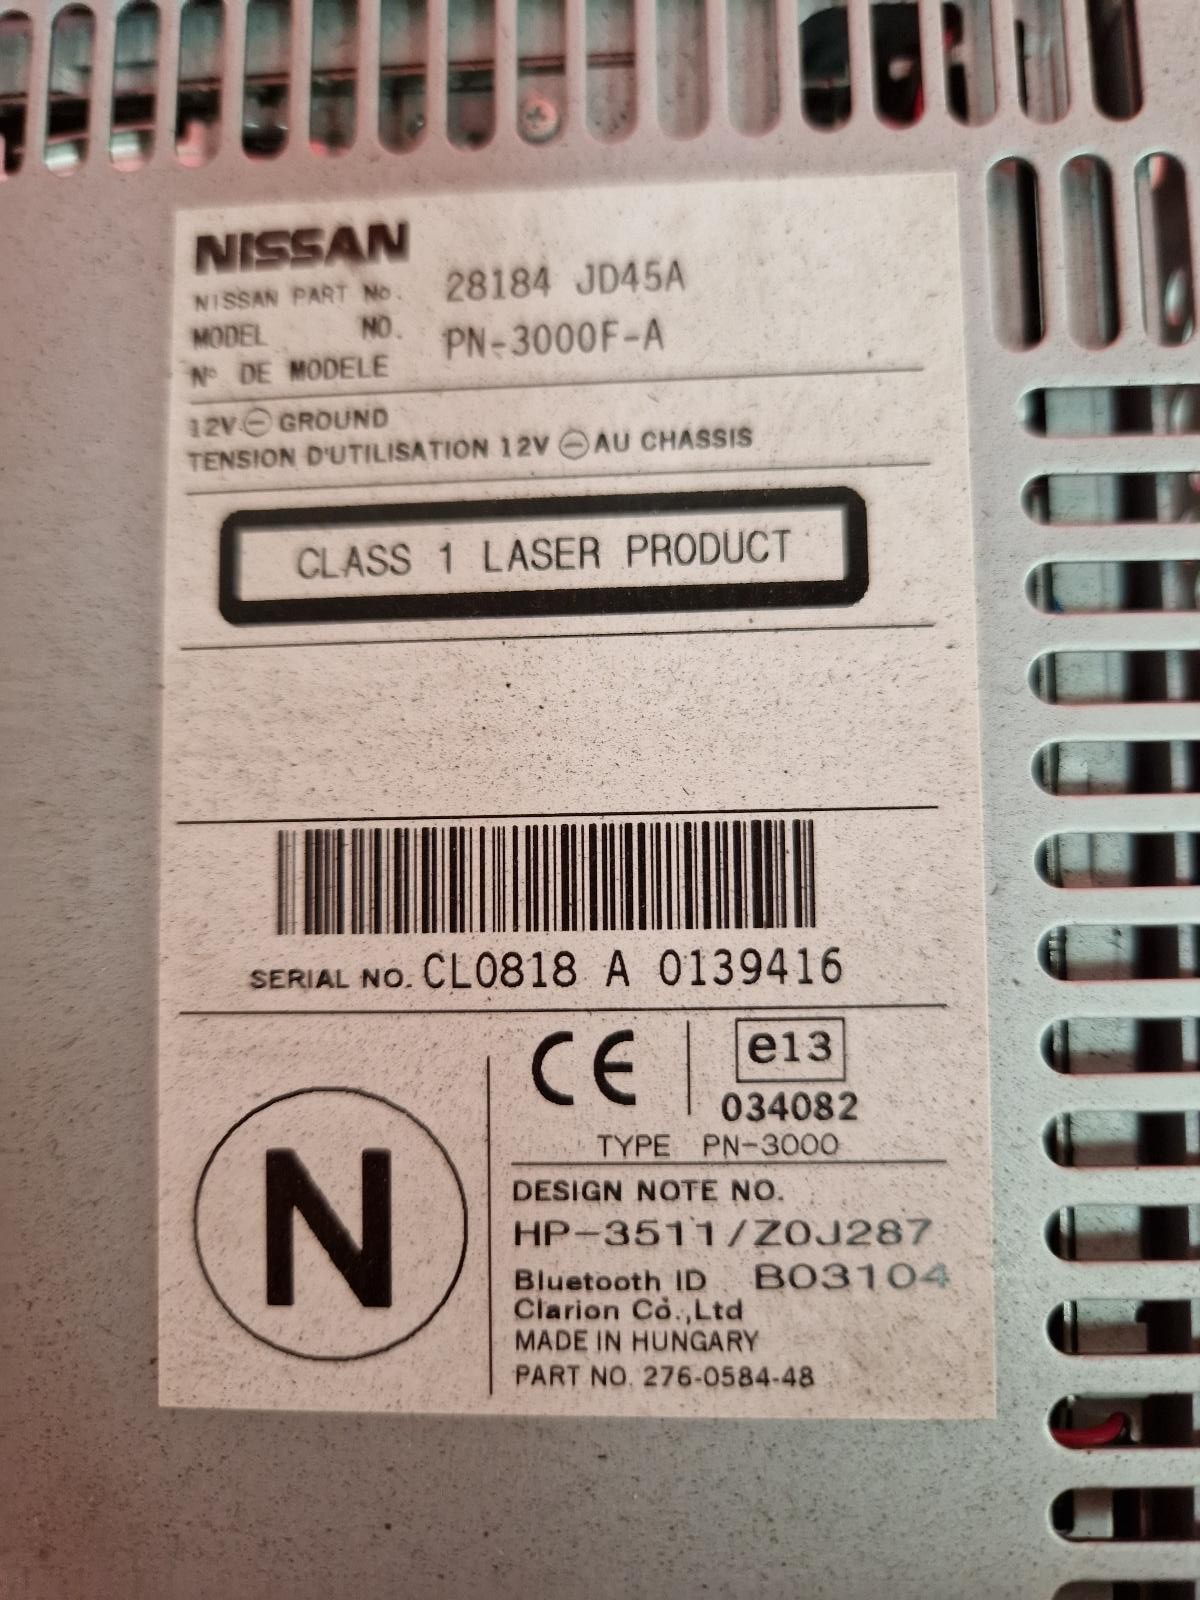 NISSAN
NISSAN PART No. 28184 JD45A
MODEL NO. PN-3000F-A
N° DE MODELE
12V ⊖ GROUND
TENSION D'UTILISATION 12V ⊖ AU CHASSIS
CLASS 1 LASER PRODUCT
SERIAL NO. CL0818 A 0139416
CE
e13
034082
TYPE PN-3000
N
DESIGN NOTE NO.
HP-3511/Z0J287
Bluetooth ID B03104
Clarion Co.,Ltd
MADE IN HUNGARY
PART NO. 276-0584-48